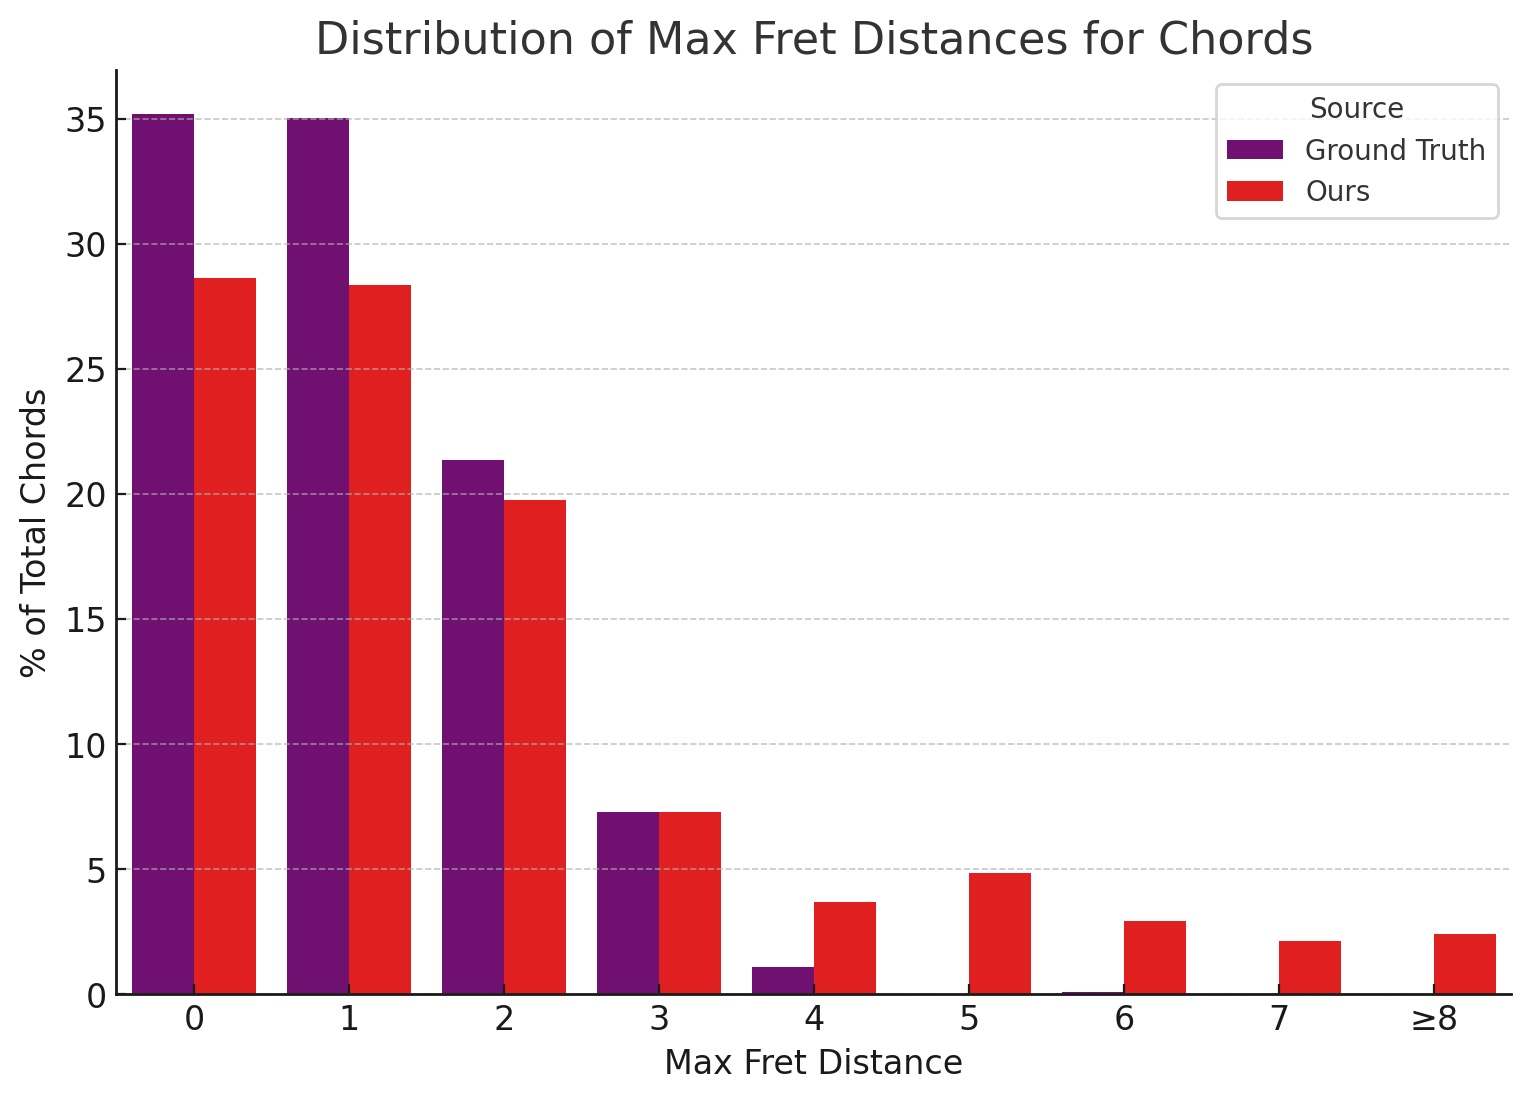 Distribution of Max Fret Distances for Chords
Source
Ground Truth
Ours
% of Total Chords
35
30
25
20
15
10
5
0
0 1 2 3 4 5 6 7 ≥8
Max Fret Distance